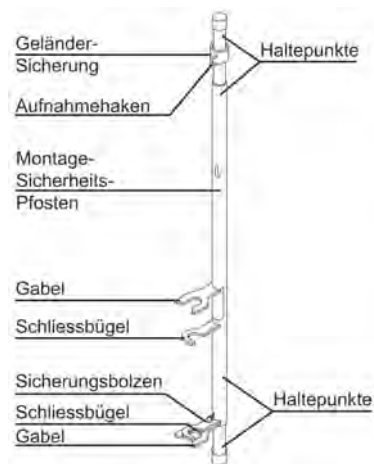 Geländer-
Sicherung
Haltepunkte
Aufnahmehaken
Montage-
Sicherheits-
Pfosten
Gabel
Schliessbügel
Sicherungsbolzen
Schliessbügel
Haltepunkte
Gabel